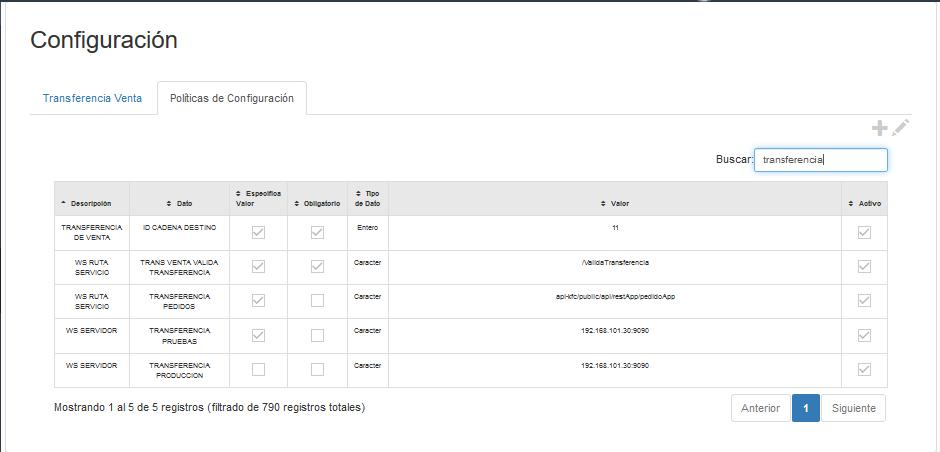 Configuración
Transferencia Venta
Políticas de Configuración
Buscar: transferencia
Descripción
Dato
Especifica
Valor
Obligatorio
Tipo
de Dato
Valor
Activo
TRANSFERENCIA
DE VENTA
ID CADENA DESTINO
Entero
11
WS RUTA
SERVICIO
TRANS VENTA VALIDA
TRANSFERENCIA
Caracter
/ValidaTransferencia
WS RUTA
SERVICIO
TRANSFERENCIA
PEDIDOS
Caracter
api-kfc/public/api/restApp/pedidoApp
WS SERVIDOR
TRANSFERENCIA
PRUEBAS
Caracter
192.168.101.30:9090
WS SERVIDOR
TRANSFERENCIA
PRODUCCION
Caracter
192.168.101.30:9090
Mostrando 1 al 5 de 5 registros (filtrado de 790 registros totales)
Anterior 1 Siguiente